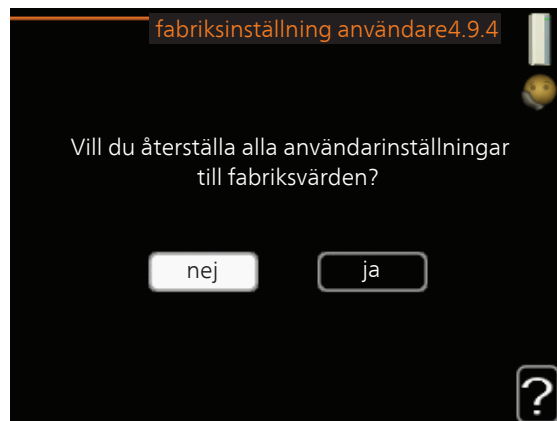 fabriksinställning användare4.9.4
Vill du återställa alla användarinställningar
till fabriksvärden?
nej ja
?